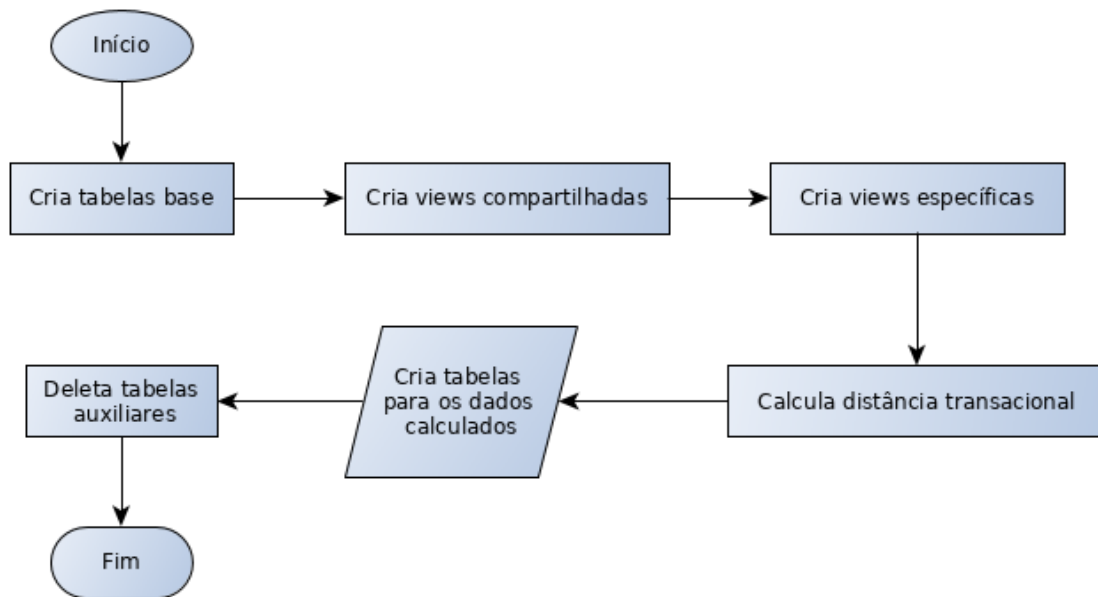 Início
Cria tabelas base
Cria views compartilhadas
Cria views específicas
Calcula distância transacional
Cria tabelas
para os dados
calculados
Deleta tabelas
auxiliares
Fim